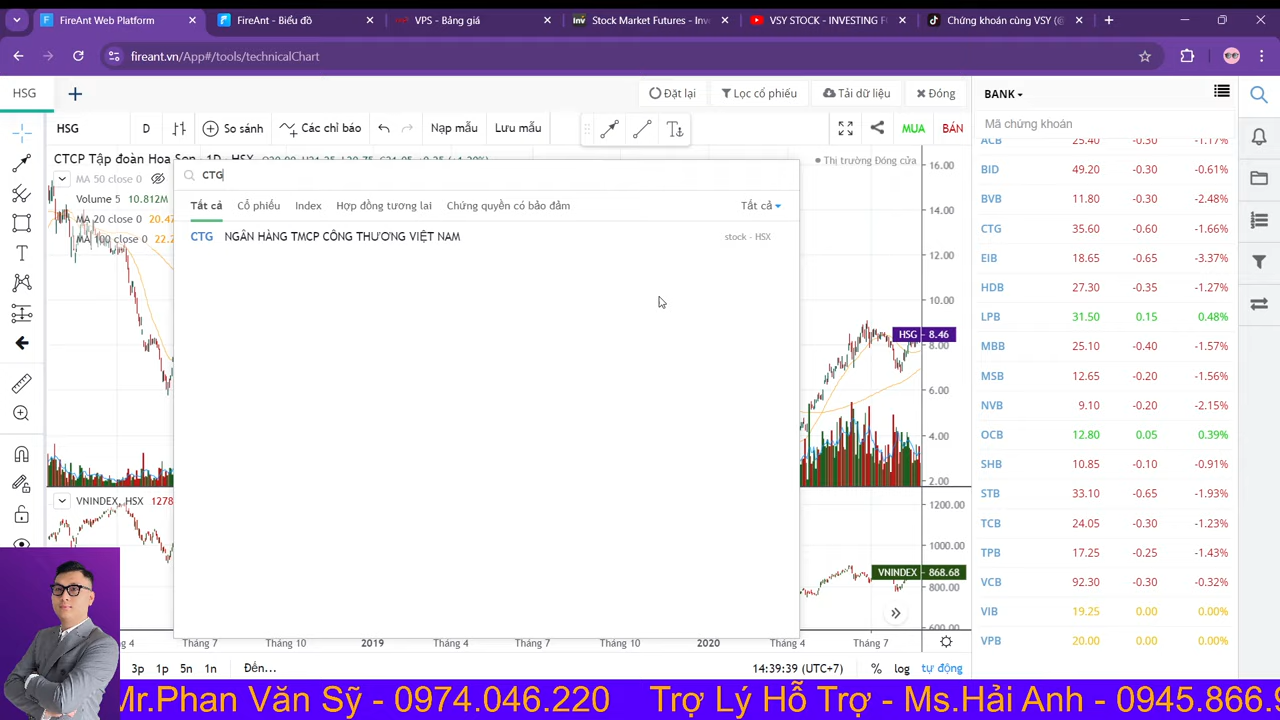 FireAnt Web Platform
FireAnt - Biểu đồ
VPS - Bảng giá
Stock Market Futures - Inve
VSY STOCK - INVESTING F
Chứng khoán cùng VSY (@
fireant.vn/App#/tools/technicalChart
HSG
Đặt lại
Lọc cổ phiếu
Tải dữ liệu
Đóng
BANK
HSG
D
So sánh
Các chỉ báo
Nạp mẫu
Lưu mẫu
MUA
BÁN
Mã chứng khoán
CTCP Tập đoàn Hoa Sen · 1D · HSX
Thị trường Đóng cửa
MA 50 close 0
Volume 5 10.812M
MA 20 close 0 20.47
MA 100 close 0 22.2
CTG
Tất cả
Cổ phiếu
Index
Hợp đồng tương lai
Chứng quyền có bảo đảm
Tất cả
CTG NGÂN HÀNG TMCP CÔNG THƯƠNG VIỆT NAM
stock - HSX
16.00
14.00
12.00
10.00
HSG 8.46
8.00
6.00
4.00
2.00
VNINDEX, HSX 1278
1200.00
1000.00
VNINDEX 868.68
800.00
600.00
ACB 25.40 -0.30 -1.17%
BID 49.20 -0.30 -0.61%
BVB 11.80 -0.30 -2.48%
CTG 35.60 -0.60 -1.66%
EIB 18.65 -0.65 -3.37%
HDB 27.30 -0.35 -1.27%
LPB 31.50 0.15 0.48%
MBB 25.10 -0.40 -1.57%
MSB 12.65 -0.20 -1.56%
NVB 9.10 -0.20 -2.15%
OCB 12.80 0.05 0.39%
SHB 10.85 -0.10 -0.91%
STB 33.10 -0.65 -1.93%
TCB 24.05 -0.30 -1.23%
TPB 17.25 -0.25 -1.43%
VCB 92.30 -0.30 -0.32%
VIB 19.25 0.00 0.00%
VPB 20.00 0.00 0.00%
g 4
Tháng 7
Tháng 10
2019
Tháng 4
Tháng 7
Tháng 10
2020
Tháng 4
Tháng 7
3p
1p
5n
1n
Đến...
14:39:39 (UTC+7)
%
log
tự động
Mr.Phan Văn Sỹ - 0974.046.220 Trợ Lý Hỗ Trợ - Ms.Hải Anh - 0945.866.9